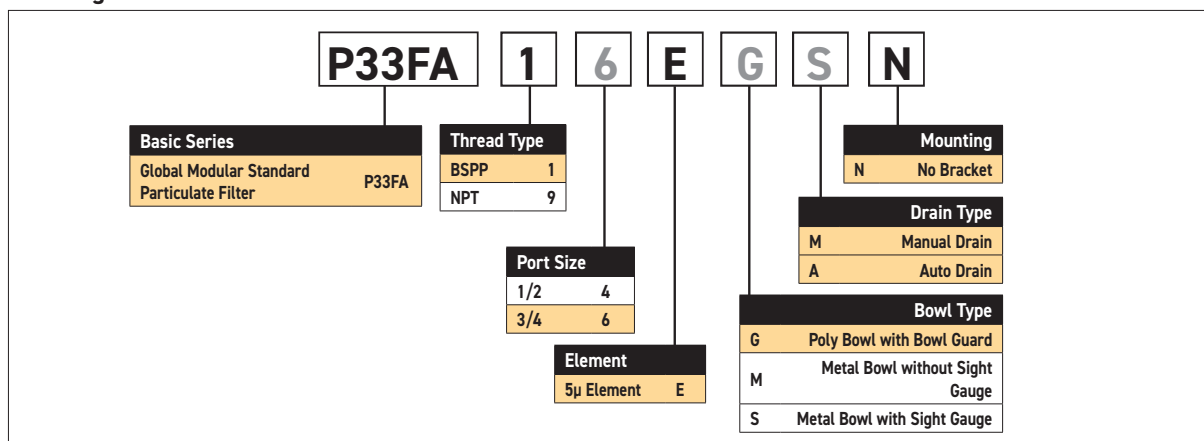 P33FA 1 6 E G S N
Basic Series
Global Modular Standard
Particulate Filter P33FA
Thread Type
BSPP 1
NPT 9
Mounting
N No Bracket
Drain Type
M Manual Drain
A Auto Drain
Port Size
1/2 4
3/4 6
Bowl Type
G Poly Bowl with Bowl Guard
M Metal Bowl without Sight
Gauge
S Metal Bowl with Sight Gauge
Element
5µ Element E